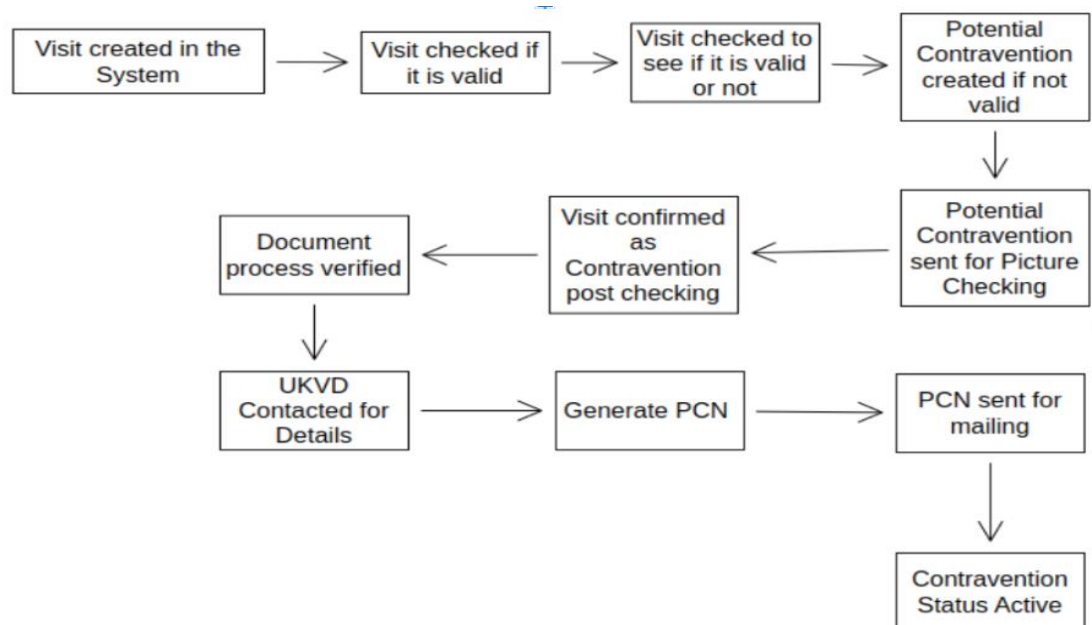 Visit created in the
System
Visit checked if
it is valid
Visit checked to
see if it is valid
or not
Potential
Contravention
created if not
valid
Potential
Contravention
sent for Picture
Checking
Visit confirmed
as
Contravention
post checking
Document
process verified
UKVD
Contacted for
Details
Generate PCN
PCN sent for
mailing
Contravention
Status Active